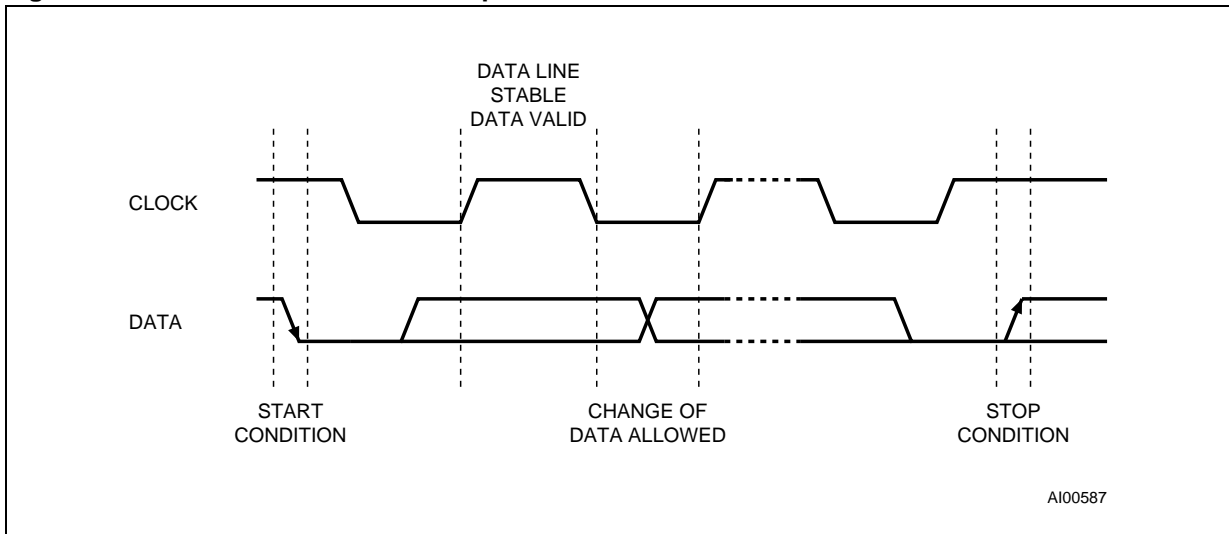 DATA LINE
STABLE
DATA VALID
CLOCK
DATA
START
CONDITION
CHANGE OF
DATA ALLOWED
STOP
CONDITION
AI00587